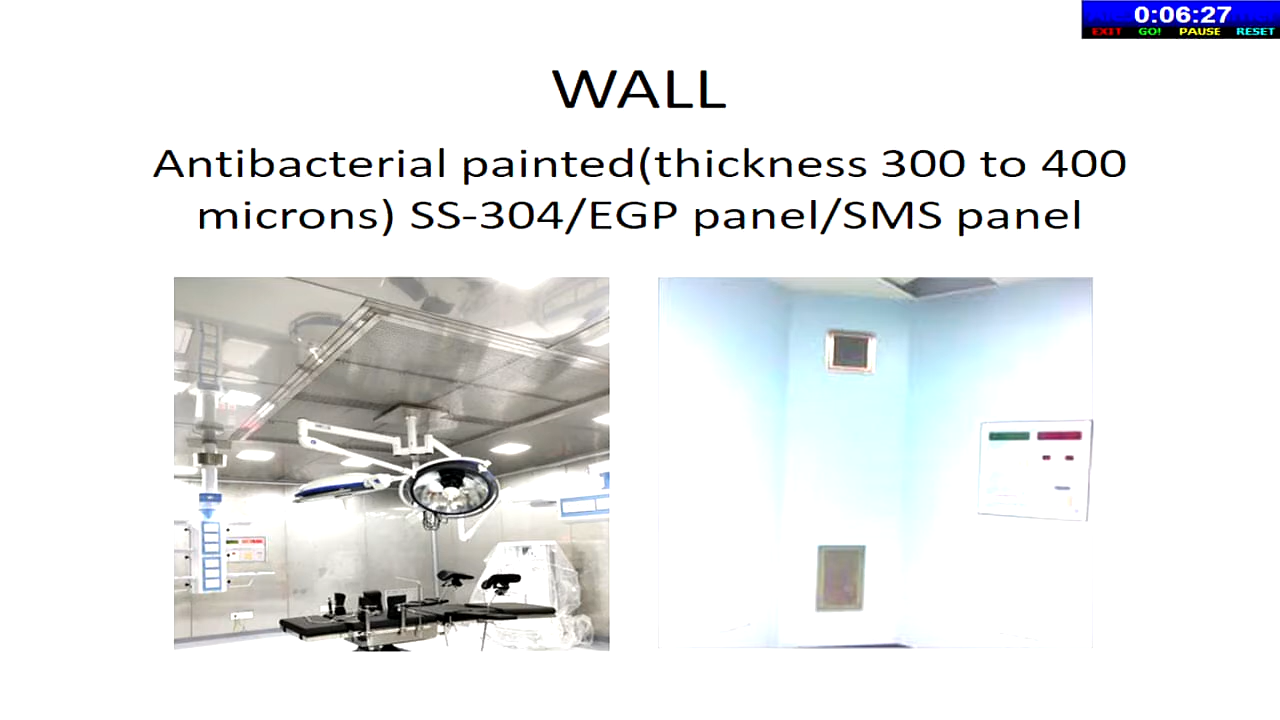 0:06:27
EXIT GO! PAUSE RESET
WALL
Antibacterial painted(thickness 300 to 400
microns) SS-304/EGP panel/SMS panel